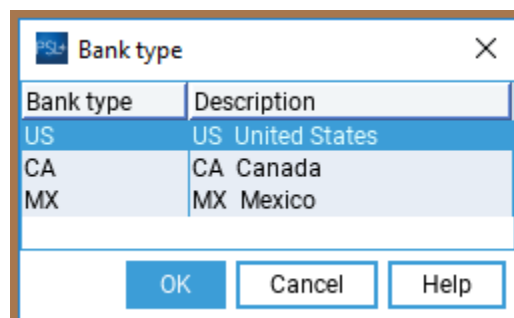 PSL+ Bank type
Bank type Description
US US United States
CA CA Canada
MX MX Mexico
OK Cancel Help